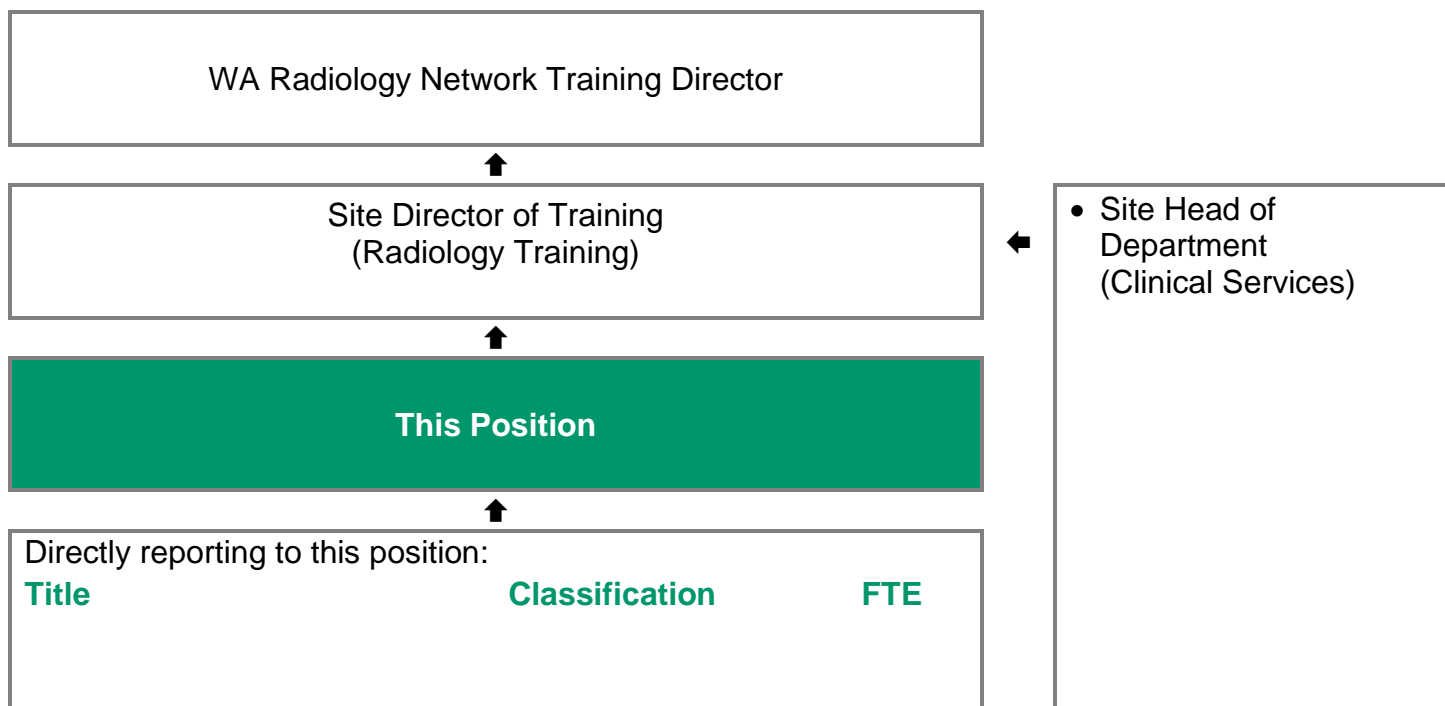 WA Radiology Network Training Director
Site Director of Training
(Radiology Training)
• Site Head of
Department
(Clinical Services)
This Position
Directly reporting to this position:
Title Classification FTE